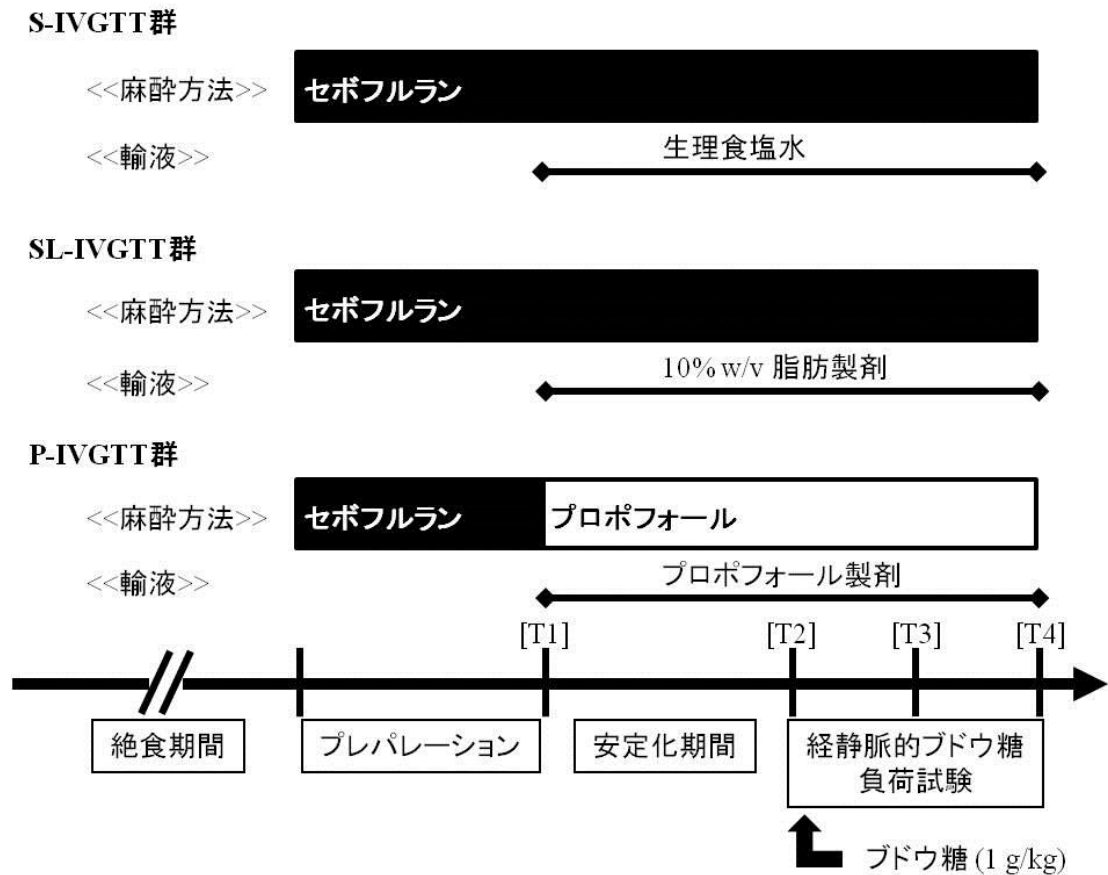 S-IVGTT群
<<麻酔方法>> セボフルラン
<<輸液>> 生理食塩水
SL-IVGTT群
<<麻酔方法>> セボフルラン
<<輸液>> 10% w/v 脂肪製剤
P-IVGTT群
<<麻酔方法>> セボフルラン プロポフォール
<<輸液>> プロポフォール製剤
[T1] [T2] [T3] [T4]
絶食期間 プレパレーション 安定化期間 経静脈的ブドウ糖
負荷試験
ブドウ糖 (1 g/kg)